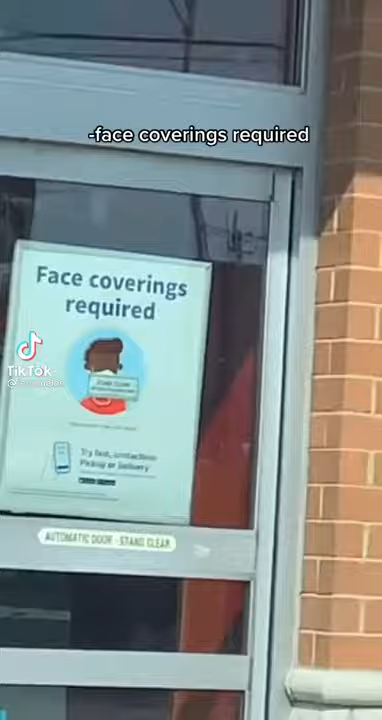 -face coverings required
Face coverings
required
TikTok
Try fast, contactless
Pickup or Delivery
AUTOMATIC DOOR - STAND CLEAR